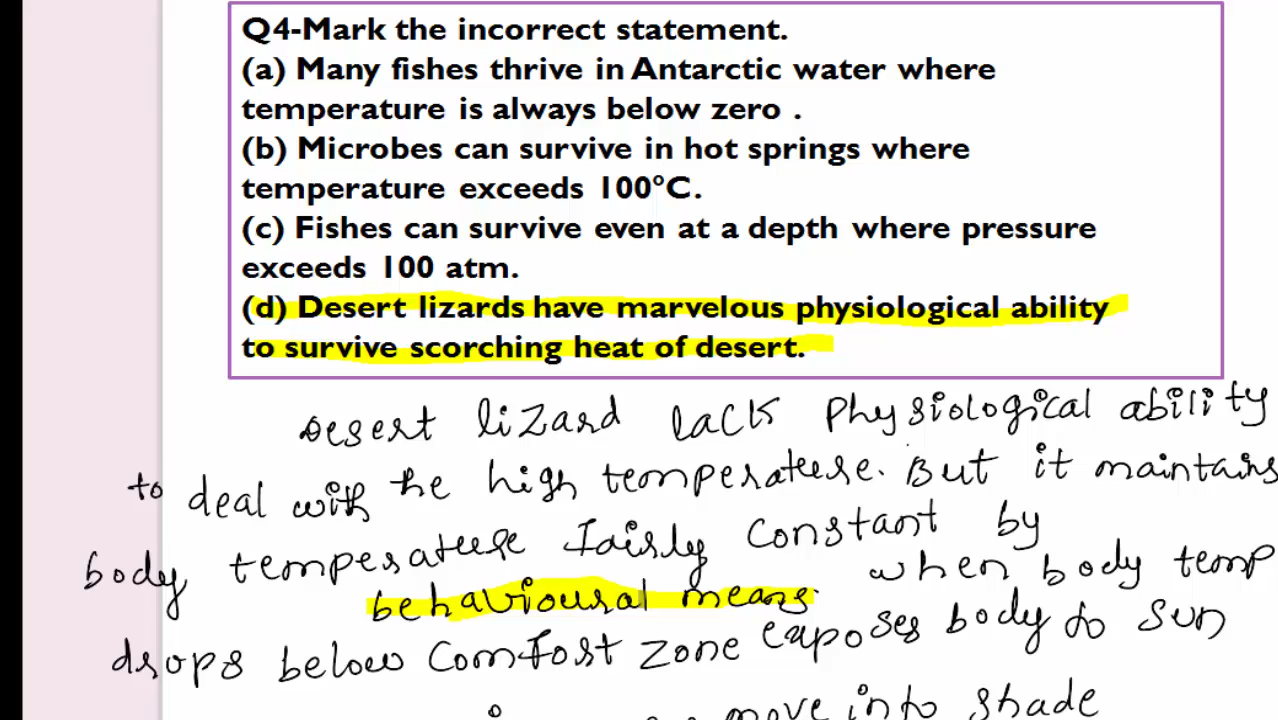 Q4-Mark the incorrect statement.
(a) Many fishes thrive in Antarctic water where
temperature is always below zero .
(b) Microbes can survive in hot springs where
temperature exceeds 100°C.
(c) Fishes can survive even at a depth where pressure
exceeds 100 atm.
(d) Desert lizards have marvelous physiological ability
to survive scorching heat of desert.
Desert lizard lack Physiological ability
to deal with the high temperature. But it maintains
body temperature fairly constant by
behavioural means. when body temp
drops below comfort zone exposes body to sun
move into shade